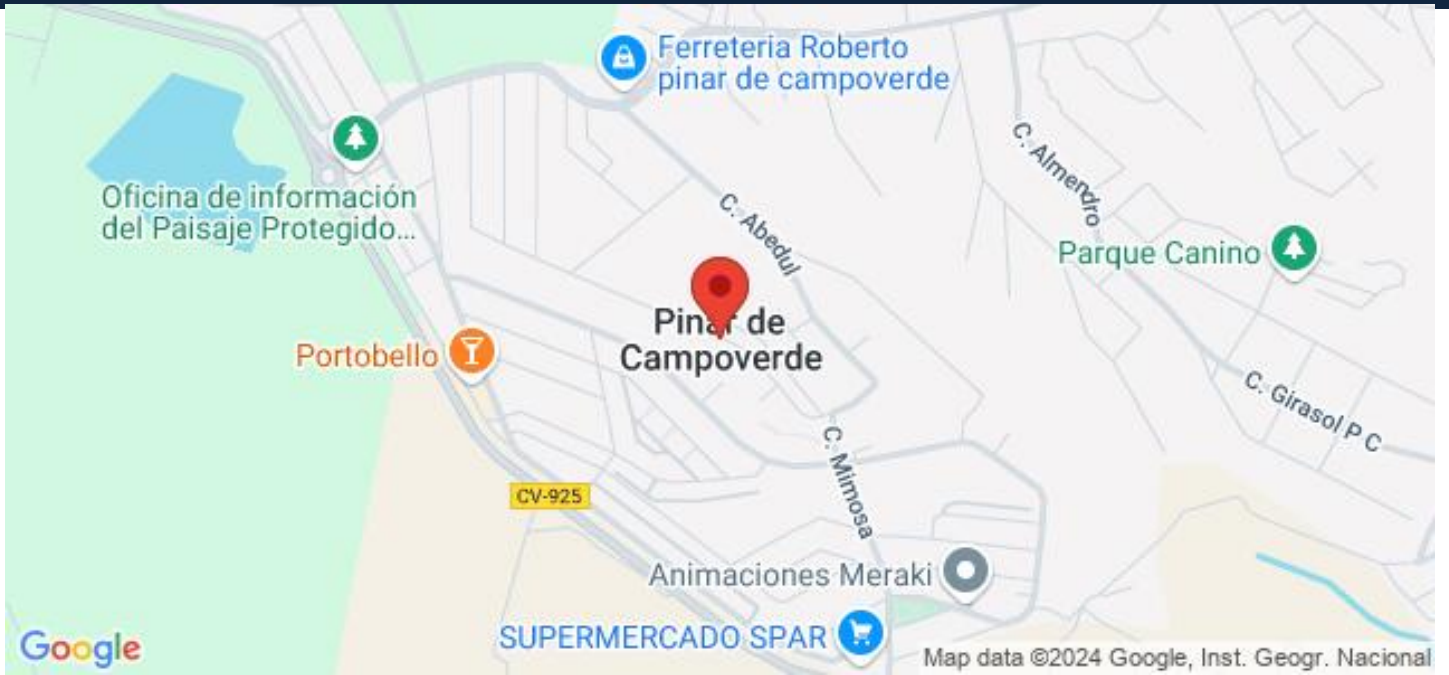 Ferreteria Roberto
pinar de campoverde
Oficina de información
del Paisaje Protegido...
C. Almendro
C. Abedul
Parque Canino
Pinar de
Campoverde
Portobello
C. Girasol P C
C. Mimosa
CV-925
Animaciones Meraki
SUPERMERCADO SPAR
Google
Map data ©2024 Google, Inst. Geogr. Nacional